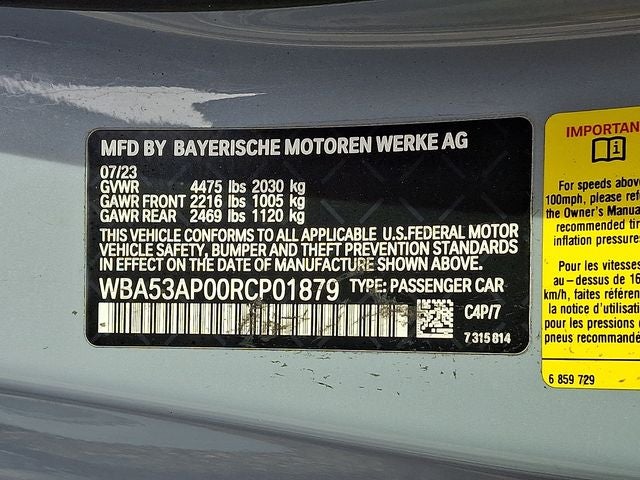 MFD BY BAYERISCHE MOTOREN WERKE AG
07/23
GVWR 4475 lbs 2030 kg
GAWR FRONT 2216 lbs 1005 kg
GAWR REAR 2469 lbs 1120 kg
THIS VEHICLE CONFORMS TO ALL APPLICABLE U.S.FEDERAL MOTOR
VEHICLE SAFETY, BUMPER AND THEFT PREVENTION STANDARDS
IN EFFECT ON THE DATE OF MANUFACTURE SHOWN ABOVE.
WBA53AP00RCP01879 TYPE: PASSENGER CAR
C4P/7
7 315 814
IMPORTAN
i
For speeds above
100mph, please ref
the Owner's Manua
recommended tir
inflation pressure
Pour les vitesses
au-dessus de 16
km/h, faites référen
la notice d'utilisat
pour les pressions
pneus recommandé
6 859 729